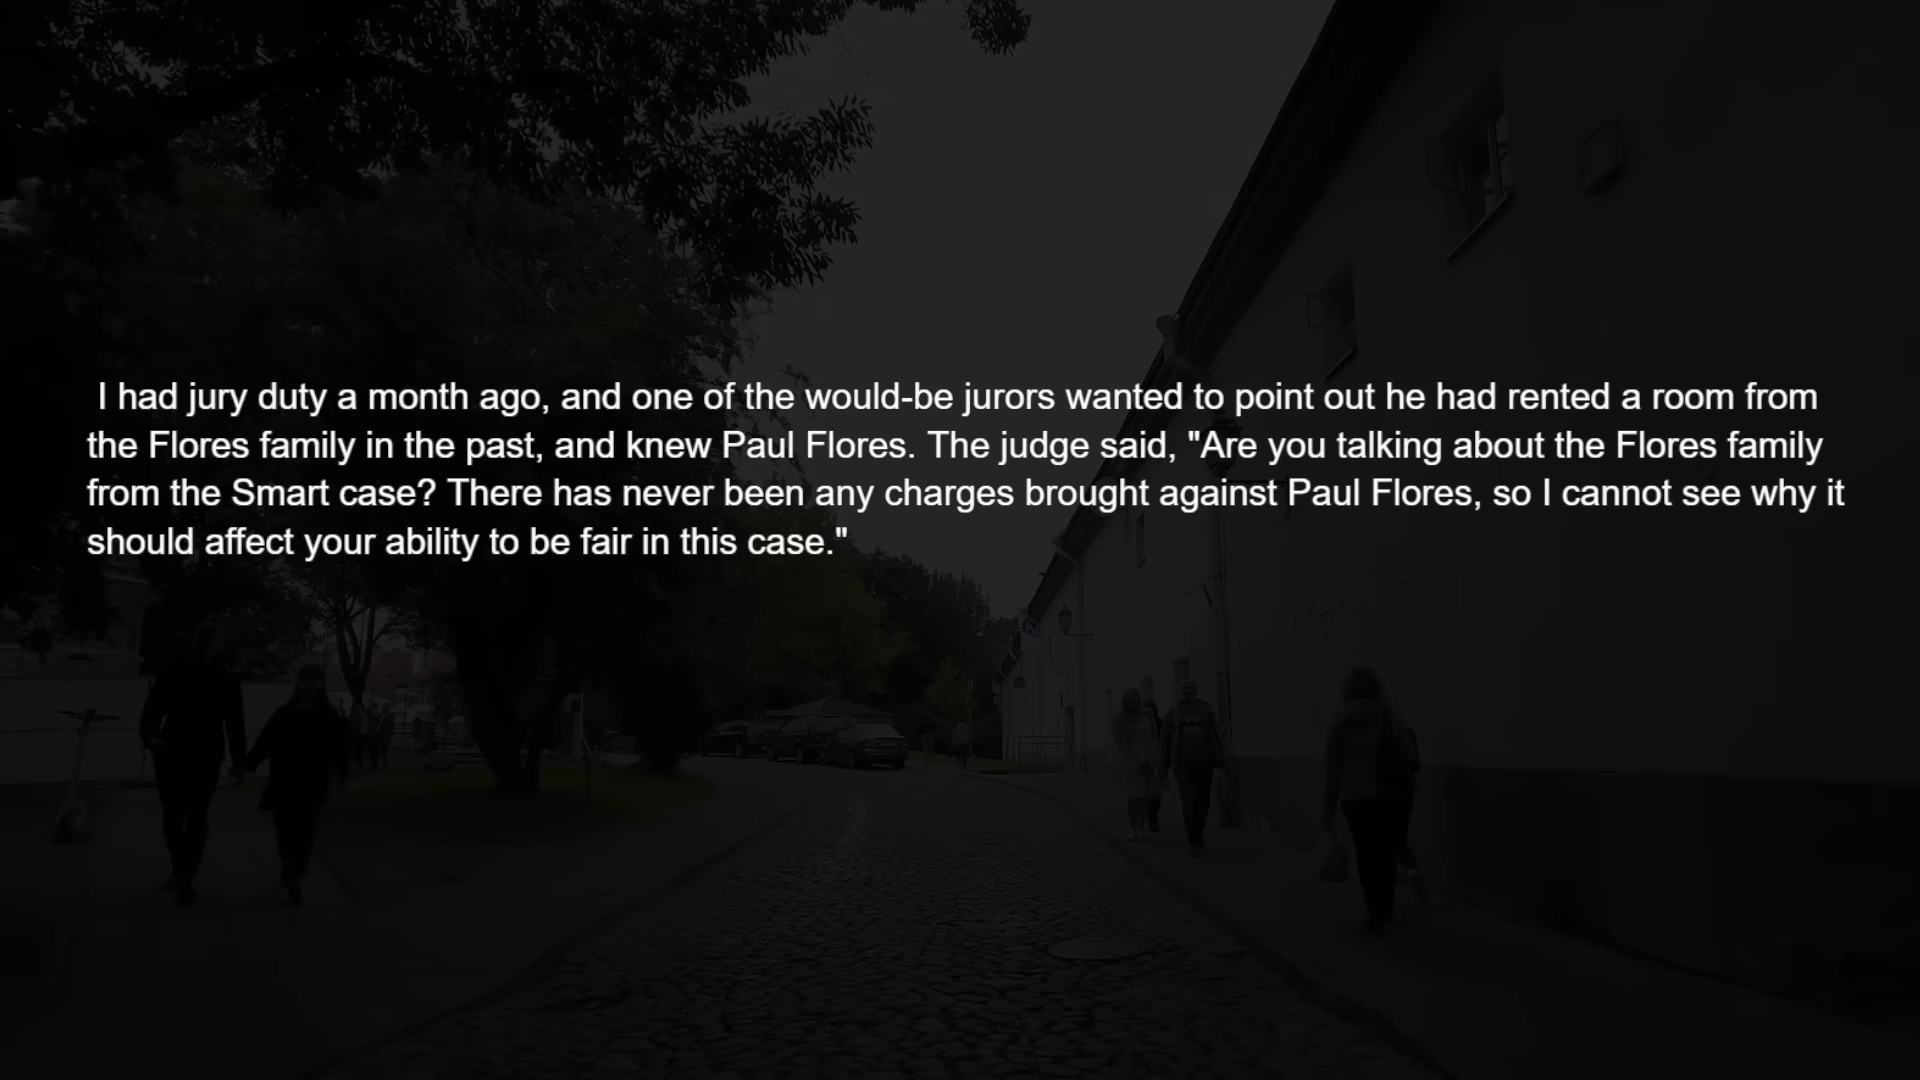 I had jury duty a month ago, and one of the would-be jurors wanted to point out he had rented a room from
the Flores family in the past, and knew Paul Flores. The judge said, "Are you talking about the Flores family
from the Smart case? There has never been any charges brought against Paul Flores, so I cannot see why it
should affect your ability to be fair in this case."